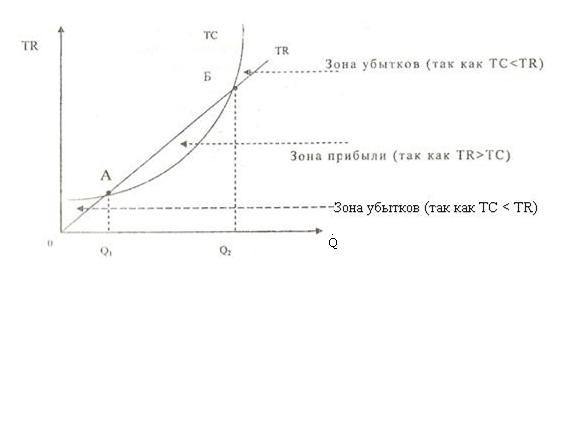 TC
TR
TR
Зона убытков (так как TC<TR)
Б
Зона прибыли (так как TR>TC)
А
Зона убытков (так как TC < TR)
0
Q₁
Q₂
Q